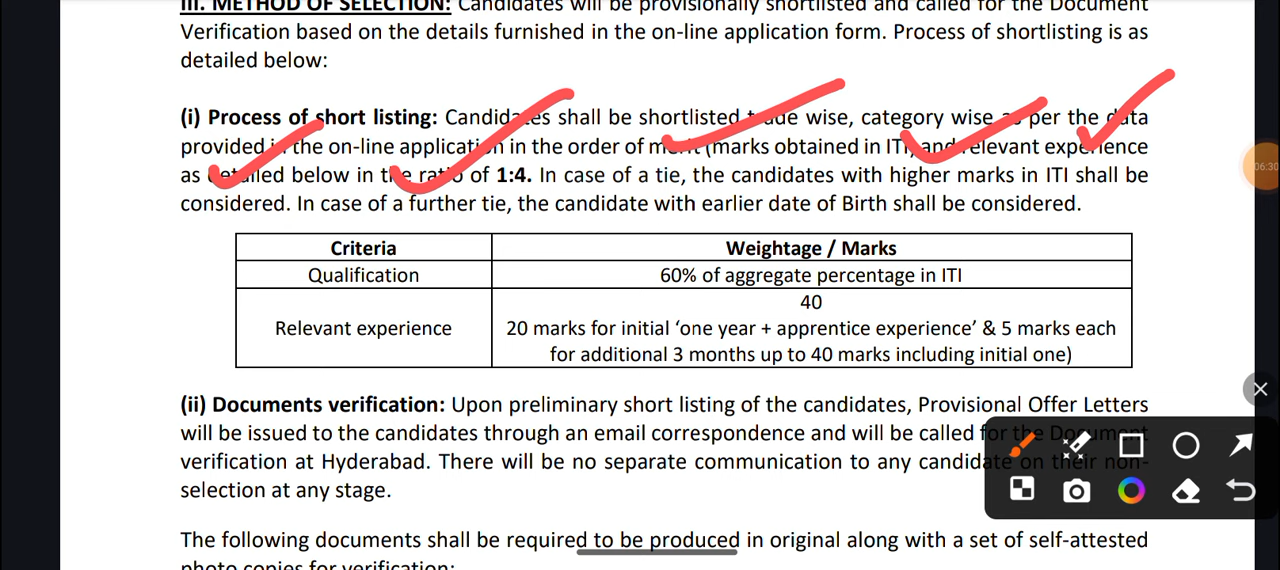 III. METHOD OF SELECTION: Candidates will be provisionally shortlisted and called for the Document
Verification based on the details furnished in the on-line application form. Process of shortlisting is as
detailed below:
(i) Process of short listing: Candidates shall be shortlisted trade wise, category wise as per the data
provided in the on-line application in the order of merit (marks obtained in ITI, and relevant experience
as detailed below in the ratio of 1:4. In case of a tie, the candidates with higher marks in ITI shall be
considered. In case of a further tie, the candidate with earlier date of Birth shall be considered.
Criteria Weightage / Marks
Qualification 60% of aggregate percentage in ITI
40
Relevant experience 20 marks for initial ‘one year + apprentice experience’ & 5 marks each
for additional 3 months up to 40 marks including initial one)
(ii) Documents verification: Upon preliminary short listing of the candidates, Provisional Offer Letters
will be issued to the candidates through an email correspondence and will be called for the Document
verification at Hyderabad. There will be no separate communication to any candidate on their non-
selection at any stage.
The following documents shall be required to be produced in original along with a set of self-attested
photo copies for verification:
06:30